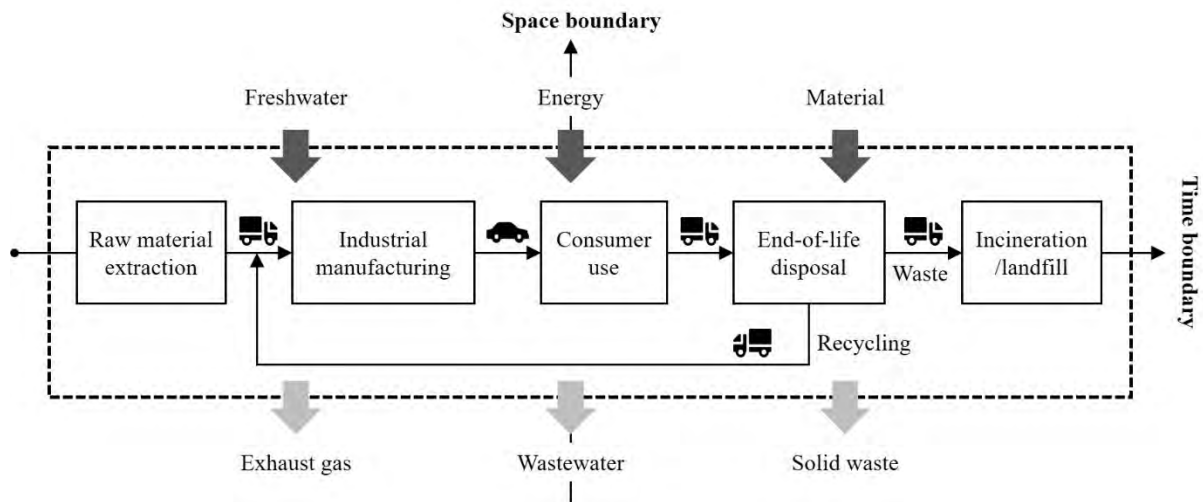 Space boundary
Freshwater
Energy
Material
Raw material
extraction
Industrial
manufacturing
Consumer
use
End-of-life
disposal
Waste
Incineration
/landfill
Time boundary
Recycling
Exhaust gas
Wastewater
Solid waste